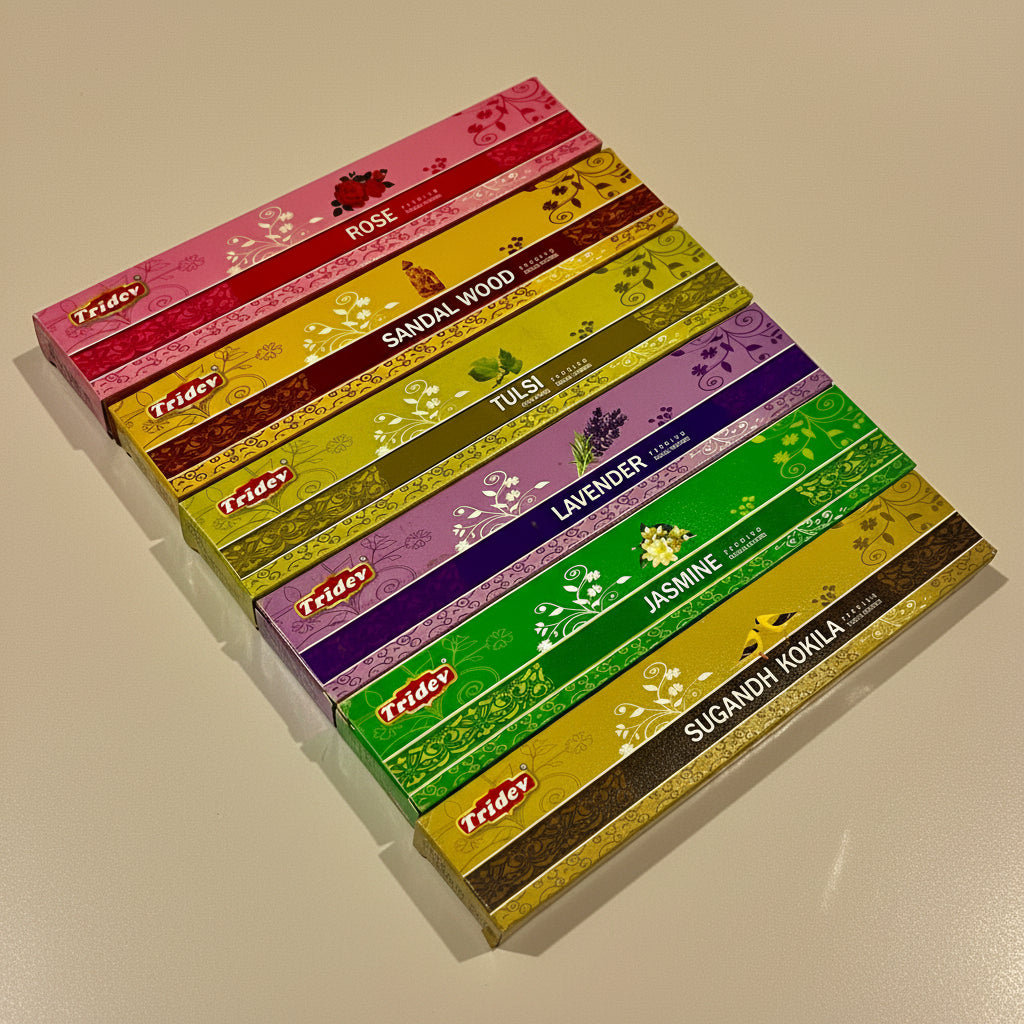 ROSE
Tridev
SANDAL WOOD
Tridev
TULSI
Tridev
LAVENDER
Tridev
JASMINE
Tridev
SUGANDH KOKILA
Tridev